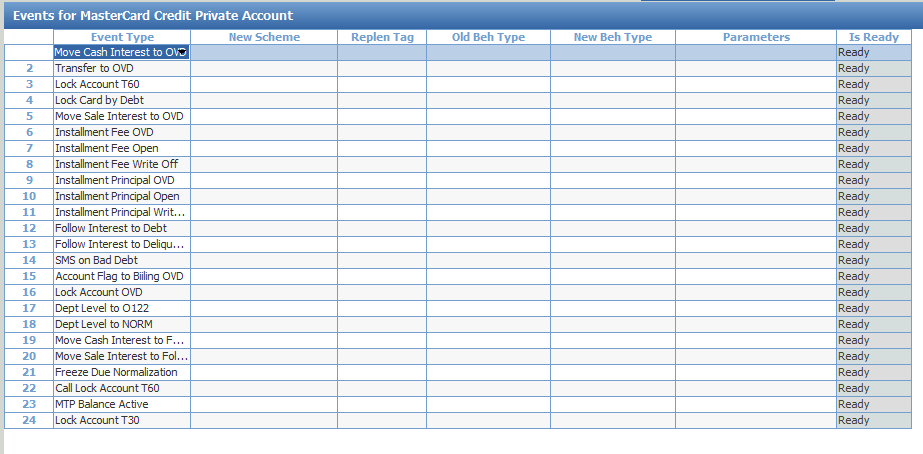 Events for MasterCard Credit Private Account
Event Type New Scheme Replen Tag Old Beh Type New Beh Type Parameters Is Ready
Move Cash Interest to OVD Ready
2 Transfer to OVD Ready
3 Lock Account T60 Ready
4 Lock Card by Debt Ready
5 Move Sale Interest to OVD Ready
6 Installment Fee OVD Ready
7 Installment Fee Open Ready
8 Installment Fee Write Off Ready
9 Installment Principal OVD Ready
10 Installment Principal Open Ready
11 Installment Principal Writ... Ready
12 Follow Interest to Debt Ready
13 Follow Interest to Deliqu... Ready
14 SMS on Bad Debt Ready
15 Account Flag to Biiling OVD Ready
16 Lock Account OVD Ready
17 Dept Level to O122 Ready
18 Dept Level to NORM Ready
19 Move Cash Interest to F... Ready
20 Move Sale Interest to Fol... Ready
21 Freeze Due Normalization Ready
22 Call Lock Account T60 Ready
23 MTP Balance Active Ready
24 Lock Account T30 Ready